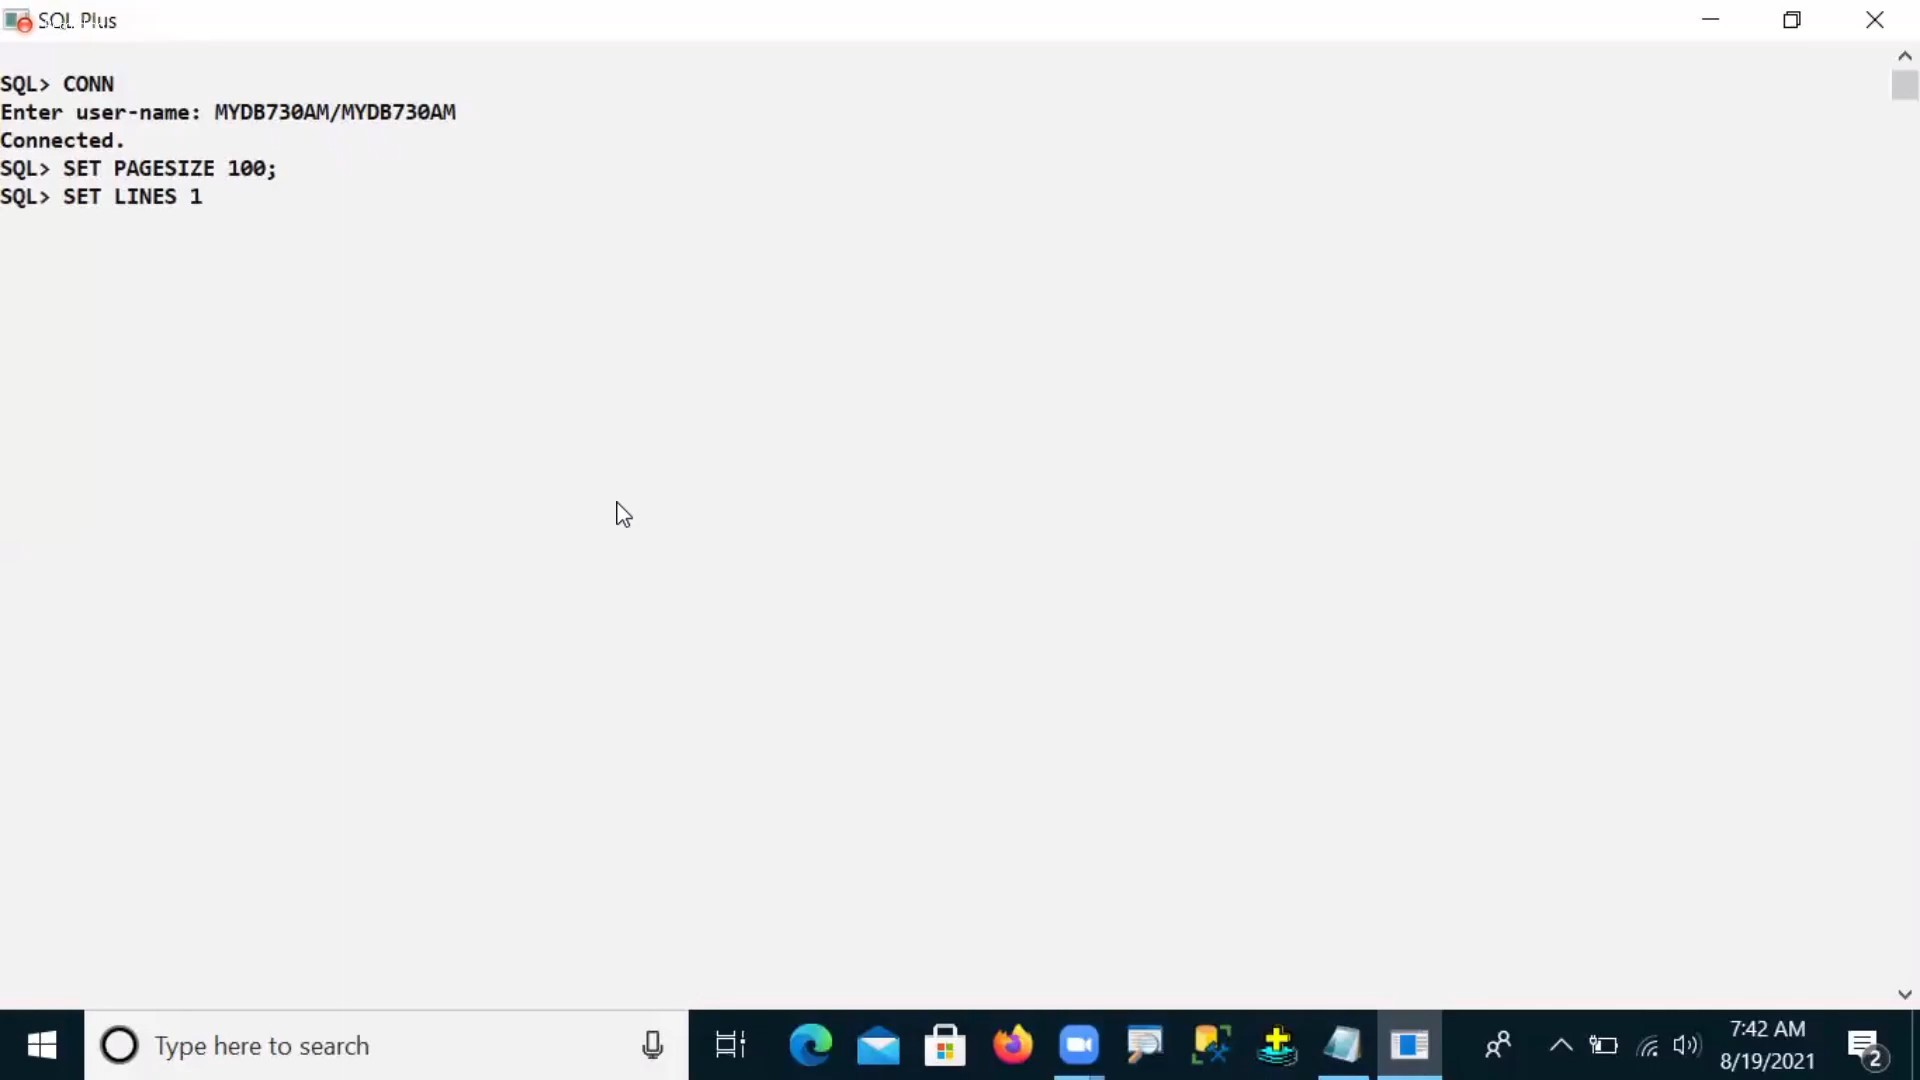 SQL Plus
SQL> CONN
Enter user-name: MYDB730AM/MYDB730AM
Connected.
SQL> SET PAGESIZE 100;
SQL> SET LINES 1
Type here to search
7:42 AM
8/19/2021
2